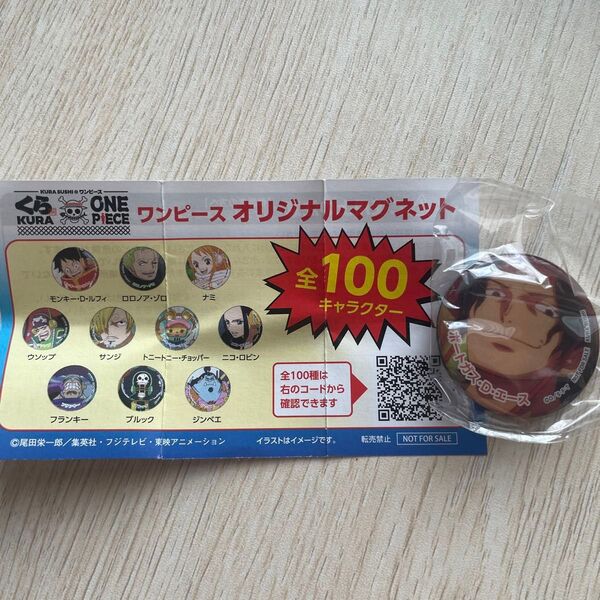 KURA SUSHI ワンピース
くら
KURA
ONE
PIECE
ワンピース オリジナルマグネット
全100
キャラクター
モンキー・D・ルフィ
ロロノア・ゾロ
ナミ
ウソップ
サンジ
トニートニー・チョッパー
ニコ・ロビン
フランキー
ブルック
ジンベエ
全100種は
右のコードから
確認できます
©尾田栄一郎／集英社・フジテレビ・東映アニメーション
イラストはイメージです。
転売禁止
NOT FOR SALE
ポートガス・D・エース